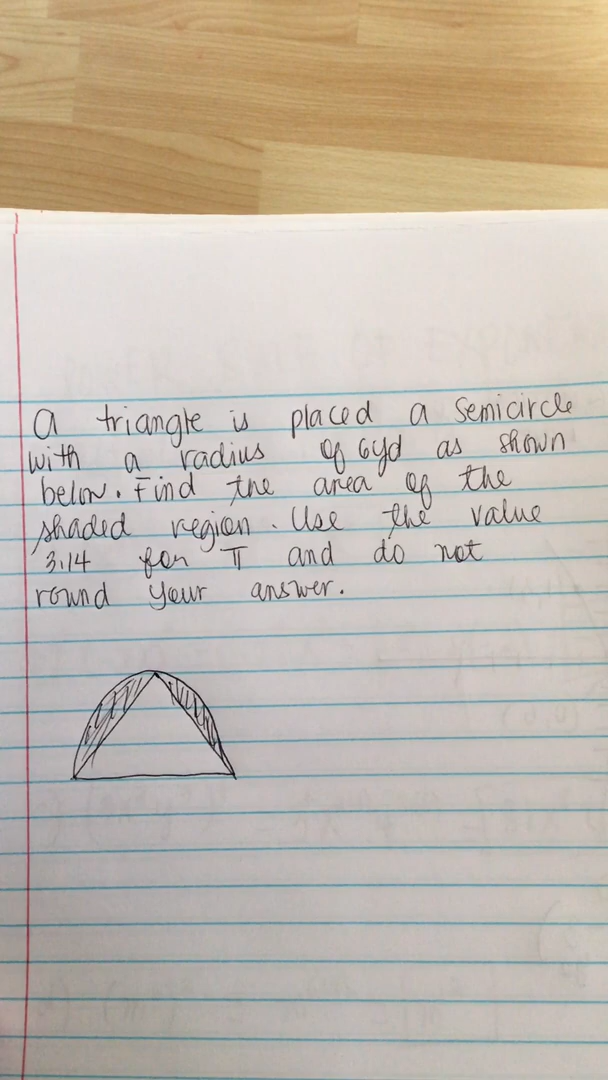 A triangle is placed a semicircle
with a radius of 6yd as shown
below. Find the area of the
shaded region. Use the value
3.14 for π and do not
round your answer.